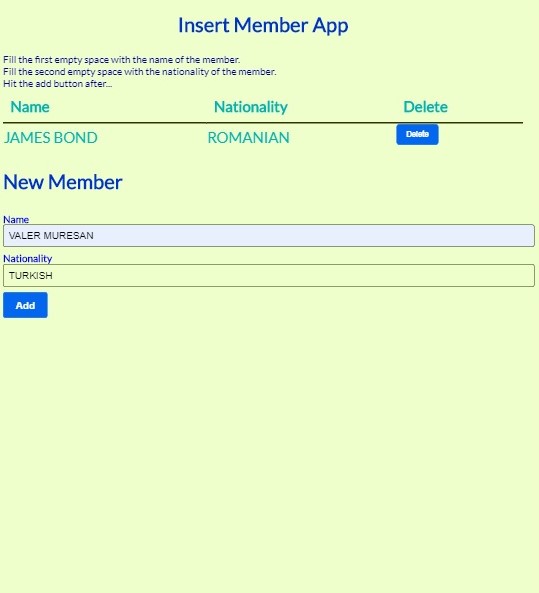 Insert Member App
Fill the first empty space with the name of the member.
Fill the second empty space with the nationality of the member.
Hit the add button after...
Name Nationality Delete
JAMES BOND ROMANIAN Delete
New Member
Name
VALER MURESAN
Nationality
TURKISH
Add